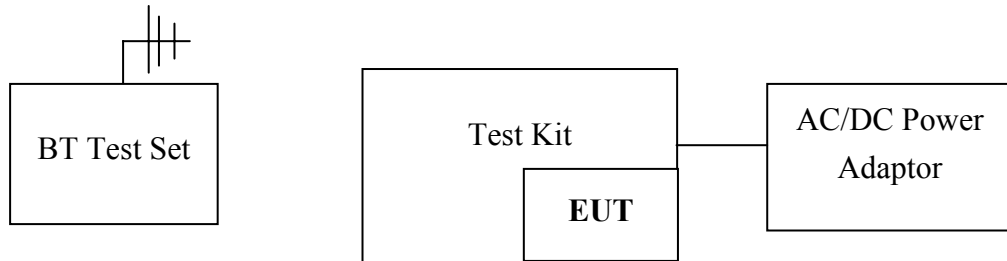 BT Test Set
Test Kit
EUT
AC/DC Power
Adaptor